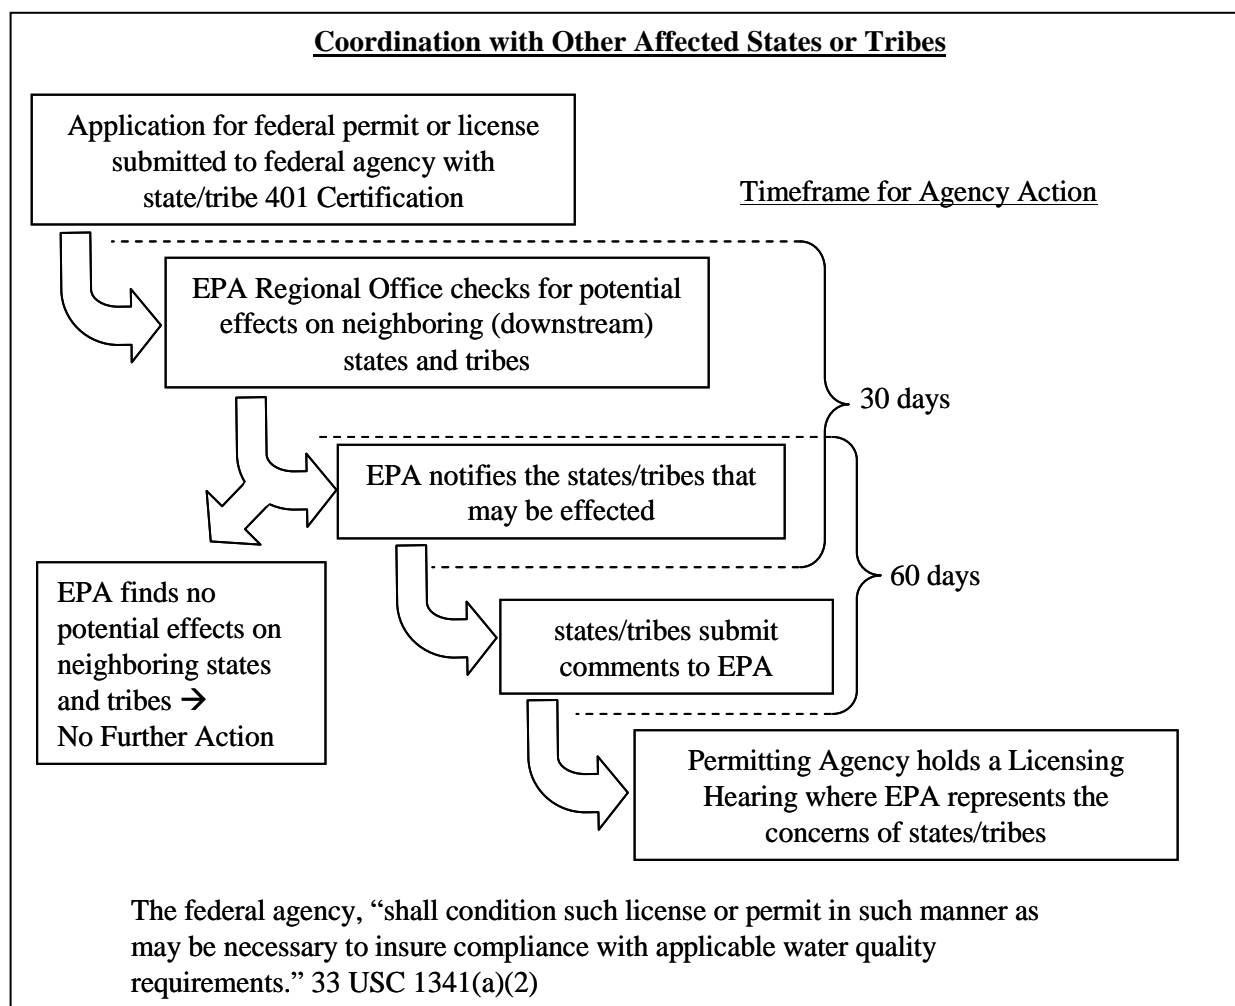 Coordination with Other Affected States or Tribes
Application for federal permit or license
submitted to federal agency with
state/tribe 401 Certification
Timeframe for Agency Action
EPA Regional Office checks for potential
effects on neighboring (downstream)
states and tribes
30 days
EPA notifies the states/tribes that
may be effected
60 days
EPA finds no
potential effects on
neighboring states
and tribes →
No Further Action
states/tribes submit
comments to EPA
Permitting Agency holds a Licensing
Hearing where EPA represents the
concerns of states/tribes
The federal agency, “shall condition such license or permit in such manner as
may be necessary to insure compliance with applicable water quality
requirements.” 33 USC 1341(a)(2)